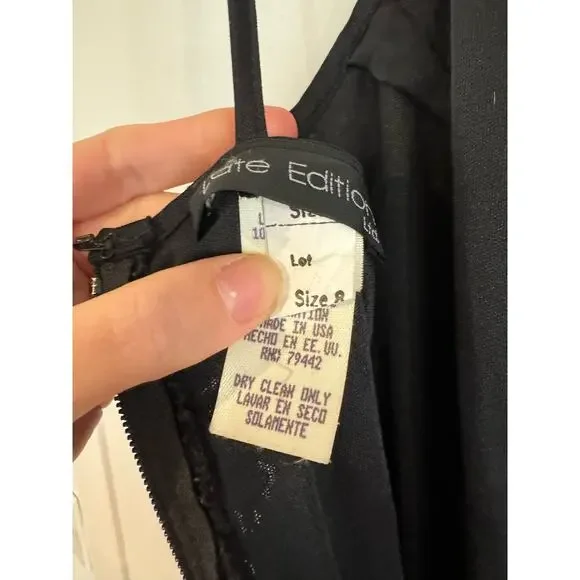 ate Edition
Ltd.
Lot
Size 8
MADE IN USA
HECHO EN EE.UU.
RN# 79442
DRY CLEAN ONLY
LAVAR EN SECO
SOLAMENTE